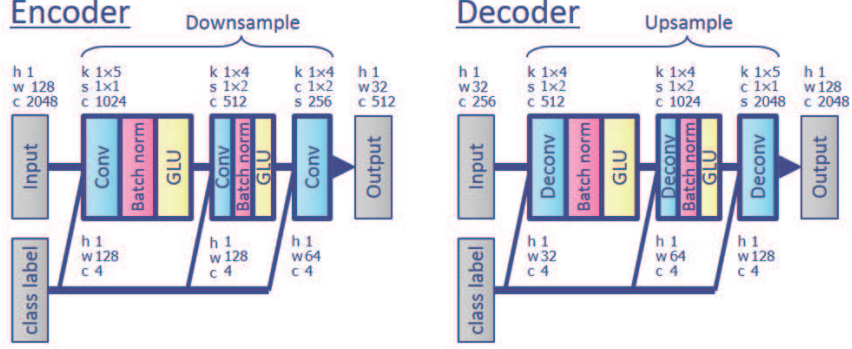 Encoder
Downsample
h 1
w 128
c 2048
k 1×5
s 1×1
c 1024
k 1×4
s 1×2
c 512
k 1×4
c 1×2
s 256
h 1
w 32
c 512
Input
Conv
Batch norm
GLU
Conv
Batch norm
GLU
Conv
Output
class label
h 1
w 128
c 4
h 1
w 128
c 4
h 1
w 64
c 4
Decoder
Upsample
h 1
w 32
c 256
k 1×4
s 1×2
c 512
k 1×4
s 1×2
c 1024
k 1×5
c 1×1
s 2048
h 1
w 128
c 2048
Input
Deconv
Batch norm
GLU
Deconv
Batch norm
GLU
Deconv
Output
class label
h 1
w 32
c 4
h 1
w 64
c 4
h 1
w 128
c 4